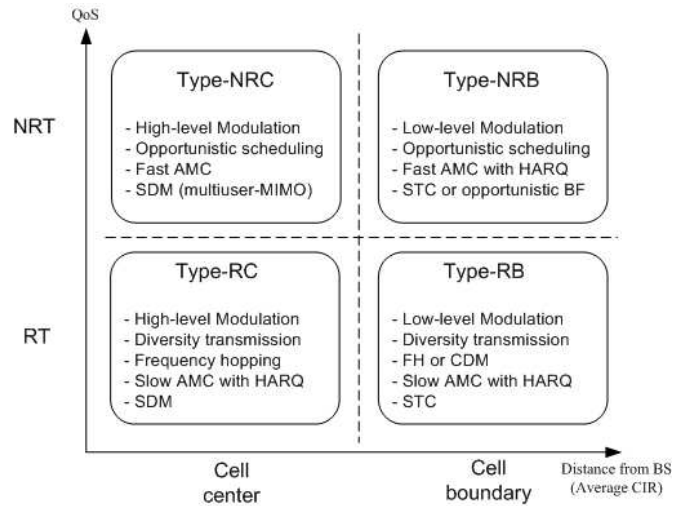 QoS
NRT
Type-NRC
- High-level Modulation
- Opportunistic scheduling
- Fast AMC
- SDM (multiuser-MIMO)
Type-NRB
- Low-level Modulation
- Opportunistic scheduling
- Fast AMC with HARQ
- STC or opportunistic BF
RT
Type-RC
- High-level Modulation
- Diversity transmission
- Frequency hopping
- Slow AMC with HARQ
- SDM
Type-RB
- Low-level Modulation
- Diversity transmission
- FH or CDM
- Slow AMC with HARQ
- STC
Cell
center
Cell
boundary
Distance from BS
(Average CIR)